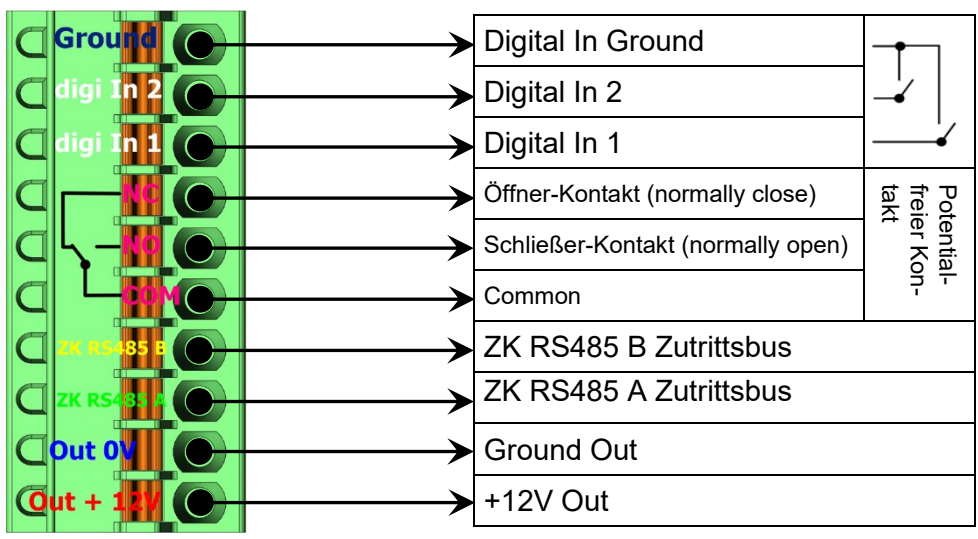 Ground
Digital In Ground
digi In 2
Digital In 2
digi In 1
Digital In 1
NC
Öffner-Kontakt (normally close)
NO
Schließer-Kontakt (normally open)
COM
Common
Potential-
freier Kon-
takt
ZK RS485 B
ZK RS485 B Zutrittsbus
ZK RS485 A
ZK RS485 A Zutrittsbus
Out 0V
Ground Out
Out + 12V
+12V Out